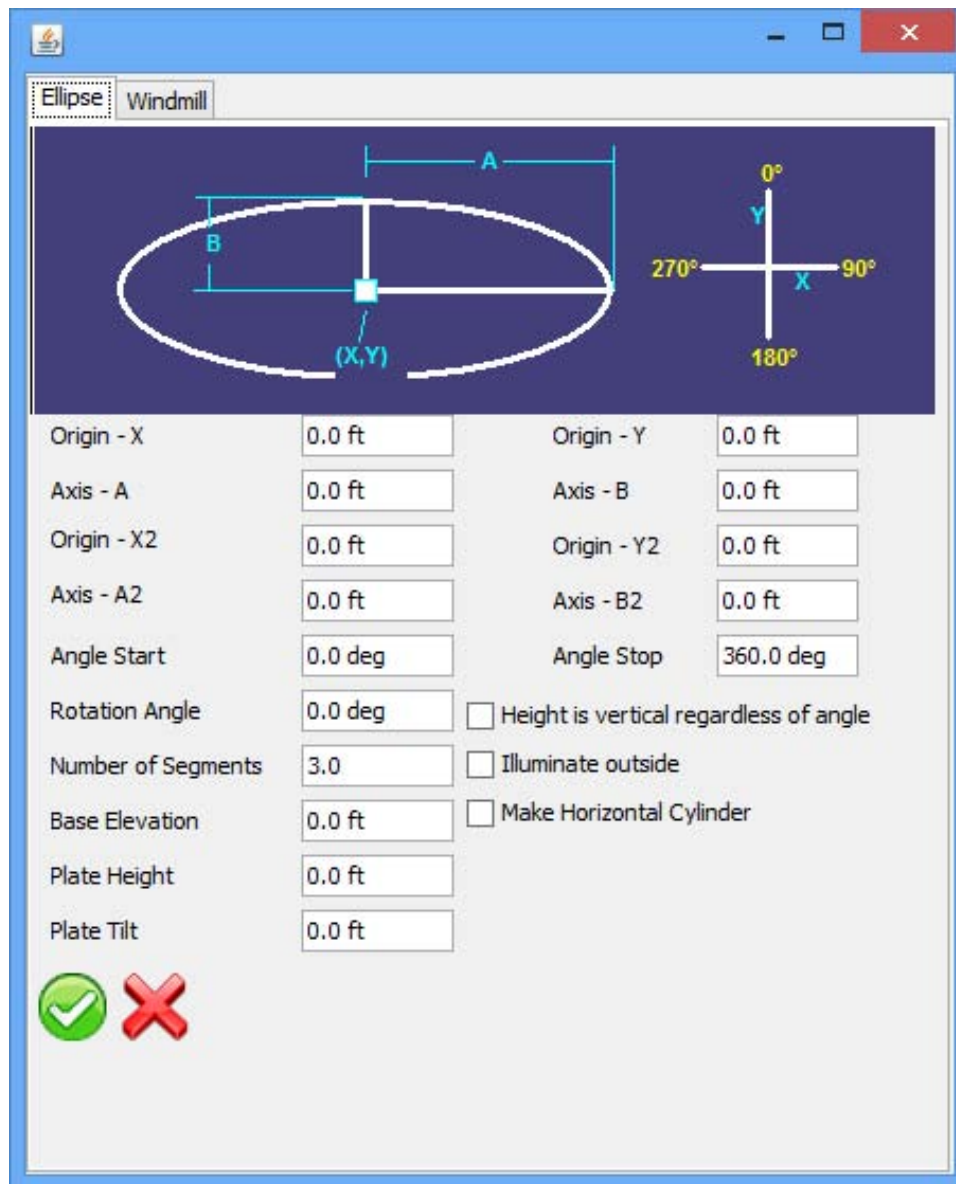 Ellipse Windmill
A
B
(X,Y)
0°
Y
270° 90°
X
180°
Origin - X 0.0 ft Origin - Y 0.0 ft
Axis - A 0.0 ft Axis - B 0.0 ft
Origin - X2 0.0 ft Origin - Y2 0.0 ft
Axis - A2 0.0 ft Axis - B2 0.0 ft
Angle Start 0.0 deg Angle Stop 360.0 deg
Rotation Angle 0.0 deg Height is vertical regardless of angle
Number of Segments 3.0 Illuminate outside
Base Elevation 0.0 ft Make Horizontal Cylinder
Plate Height 0.0 ft
Plate Tilt 0.0 ft